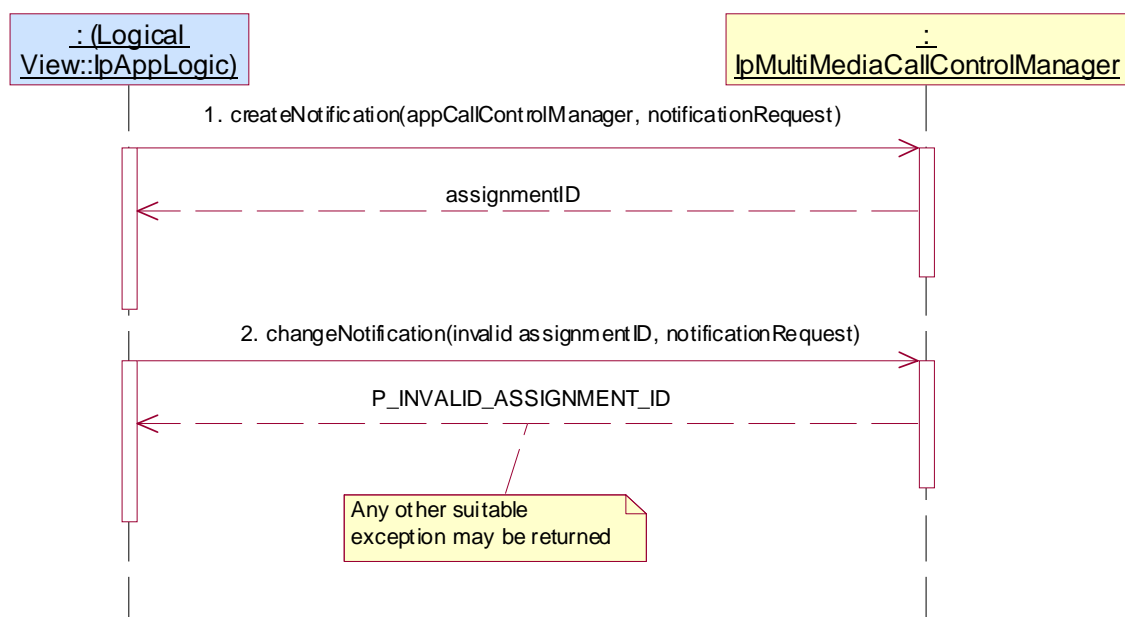 : (Logical
View::IpAppLogic)
:
IpMultiMediaCallControlManager
1. createNotification(appCallControlManager, notificationRequest)
assignmentID
2. changeNotification(invalid assignmentID, notificationRequest)
P_INVALID_ASSIGNMENT_ID
Any other suitable
exception may be returned